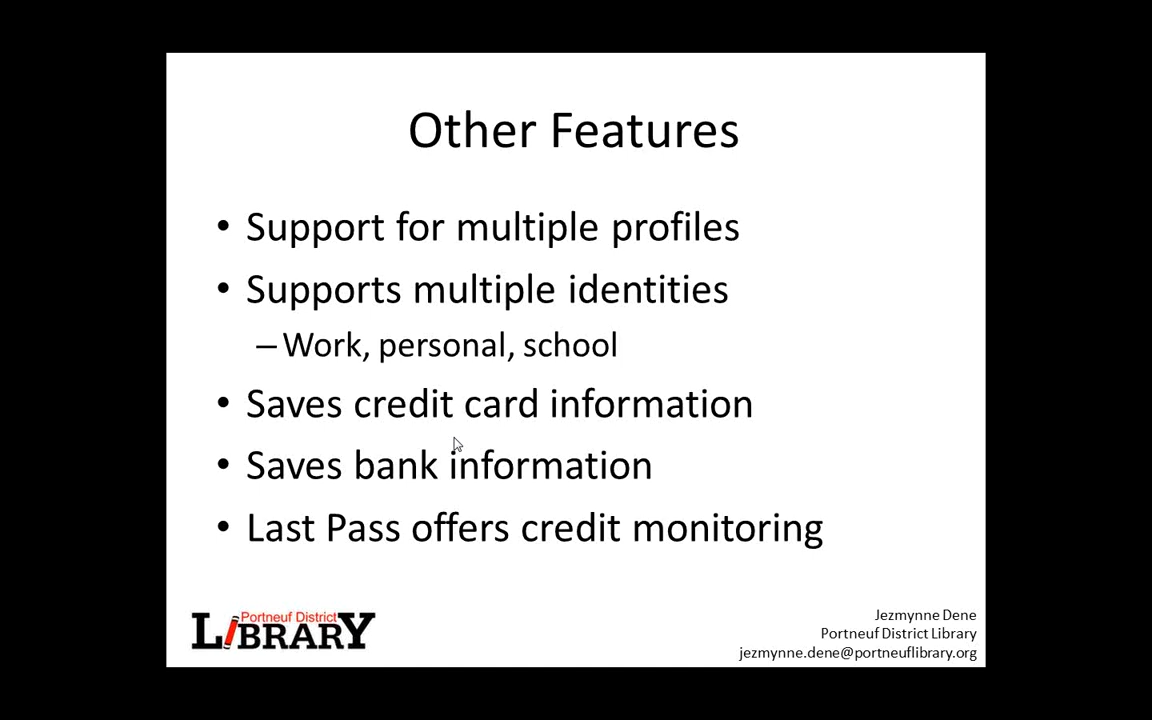 Other Features
• Support for multiple profiles
• Supports multiple identities
– Work, personal, school
• Saves credit card information
• Saves bank information
• Last Pass offers credit monitoring
Portneuf District
LIBRARY
Jezmynne Dene
Portneuf District Library
jezmynne.dene@portneuflibrary.org